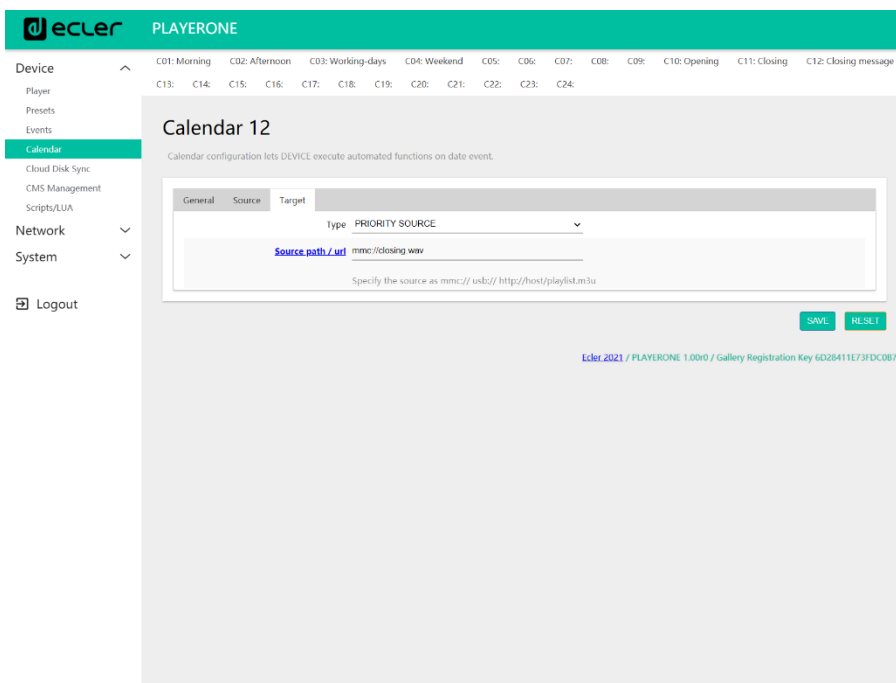 ecler PLAYERONE
Device
Player
Presets
Events
Calendar
Cloud Disk Sync
CMS Management
Scripts/LUA
Network
System
Logout
C01: Morning C02: Afternoon C03: Working-days C04: Weekend C05: C06: C07: C08: C09: C10: Opening C11: Closing C12: Closing message
C13: C14: C15: C16: C17: C18: C19: C20: C21: C22: C23: C24:
Calendar 12
Calendar configuration lets DEVICE execute automated functions on date event.
General Source Target
Type PRIORITY SOURCE
Source path / url mmc://closing.wav
Specify the source as mmc:// usb:// http://host/playlist.m3u
SAVE RESET
Ecler 2021 / PLAYERONE 1.00r0 / Gallery Registration Key 6D28411E73FDC0B7